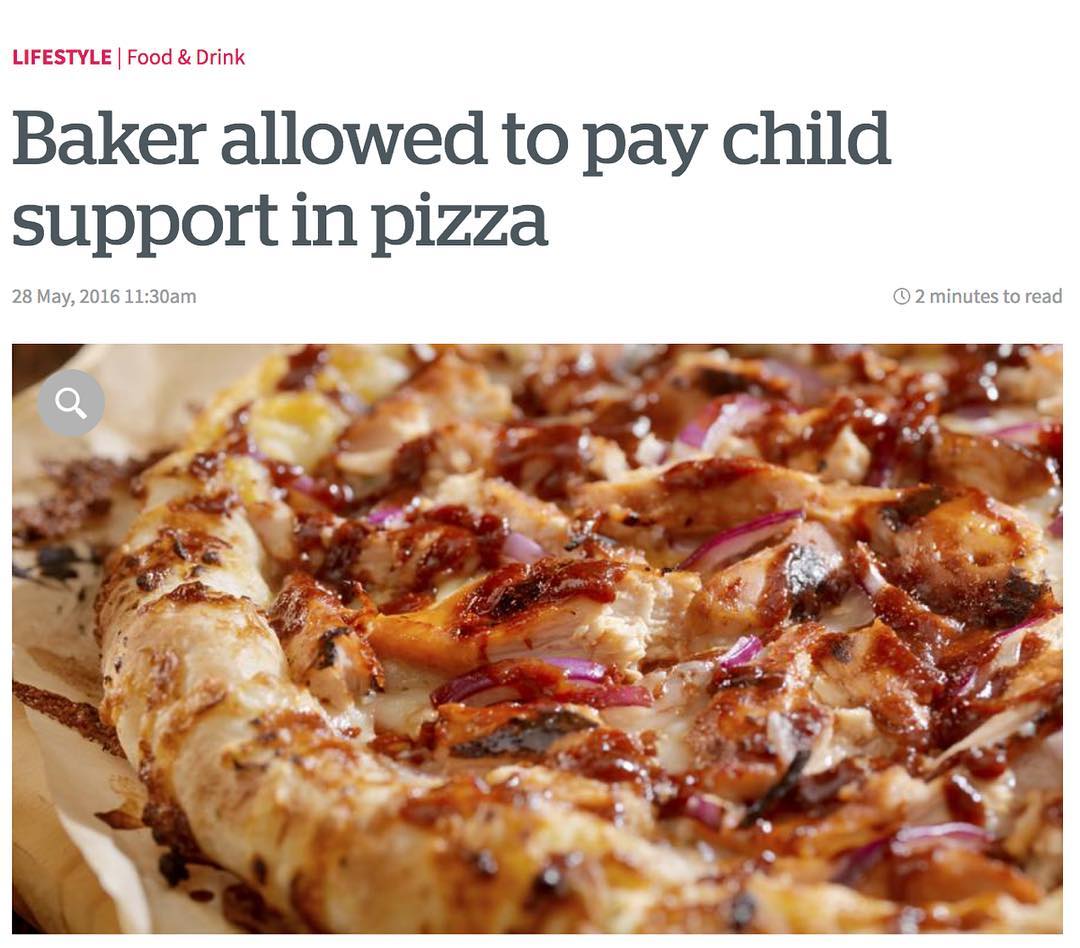 LIFESTYLE | Food & Drink
Baker allowed to pay child
support in pizza
28 May, 2016 11:30am
2 minutes to read